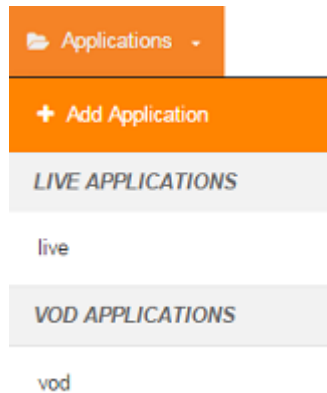 Applications
Add Application
LIVE APPLICATIONS
live
VOD APPLICATIONS
vod